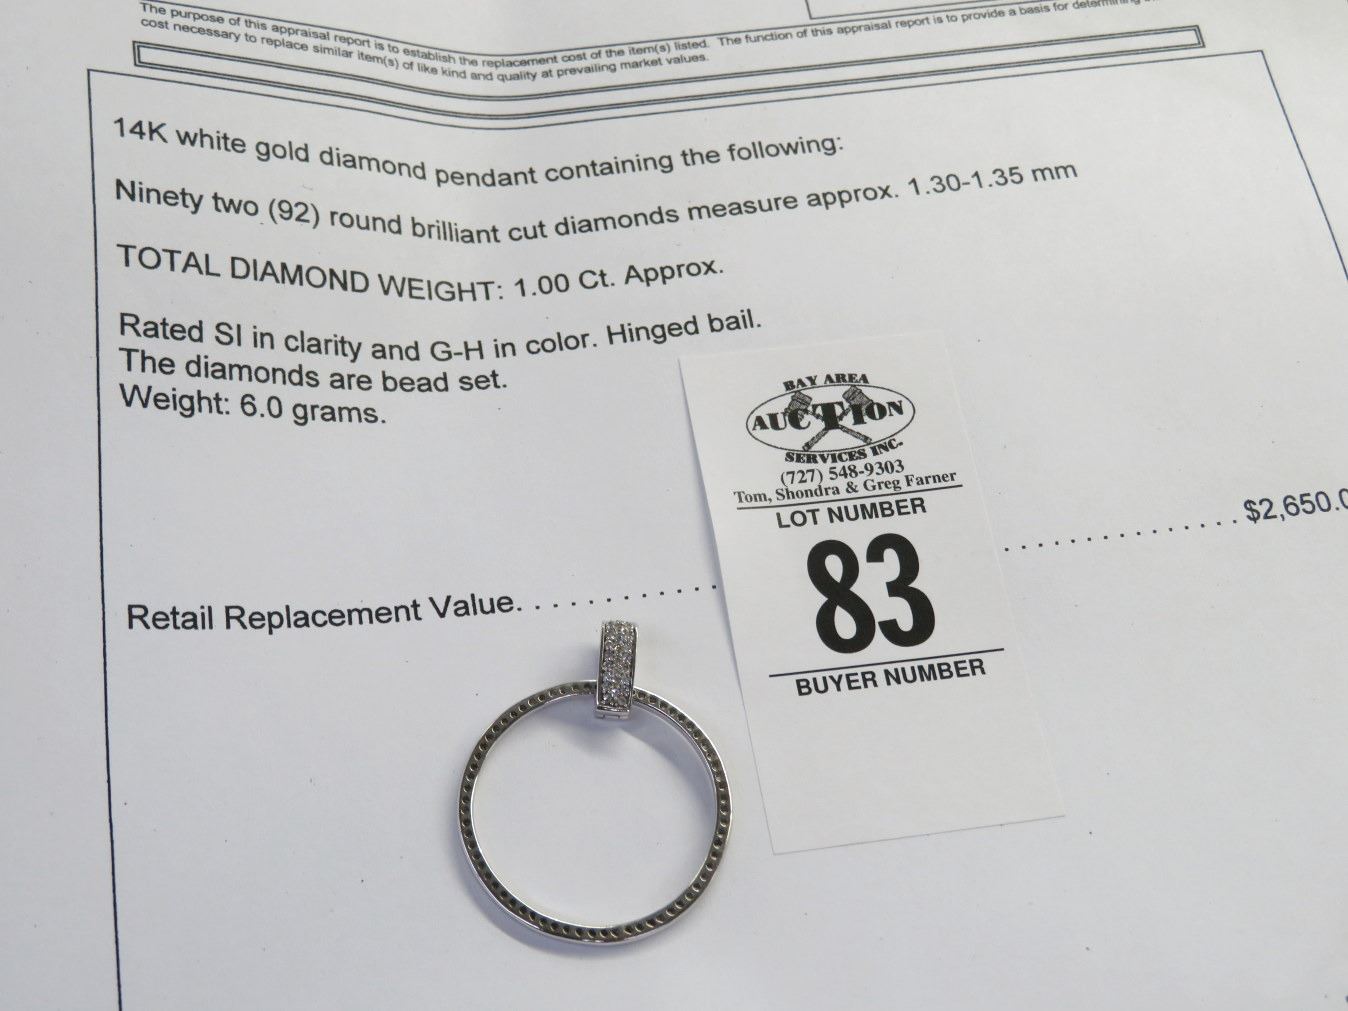 The purpose of this appraisal report is to establish the replacement cost of the item(s) listed. The function of this appraisal report is to provide a basis for determining
cost necessary to replace similar item(s) of like kind and quality at prevailing market values.
14K white gold diamond pendant containing the following:
Ninety two (92) round brilliant cut diamonds measure approx. 1.30-1.35 mm
TOTAL DIAMOND WEIGHT: 1.00 Ct. Approx.
Rated SI in clarity and G-H in color. Hinged bail.
The diamonds are bead set.
Weight: 6.0 grams.
Retail Replacement Value. . . . . . . . . . . . . . . . . . . . . . . . . . $2,650.0
BAY AREA
AUCTION
SERVICES INC.
(727) 548-9303
Tom, Shondra & Greg Farner
LOT NUMBER
83
BUYER NUMBER